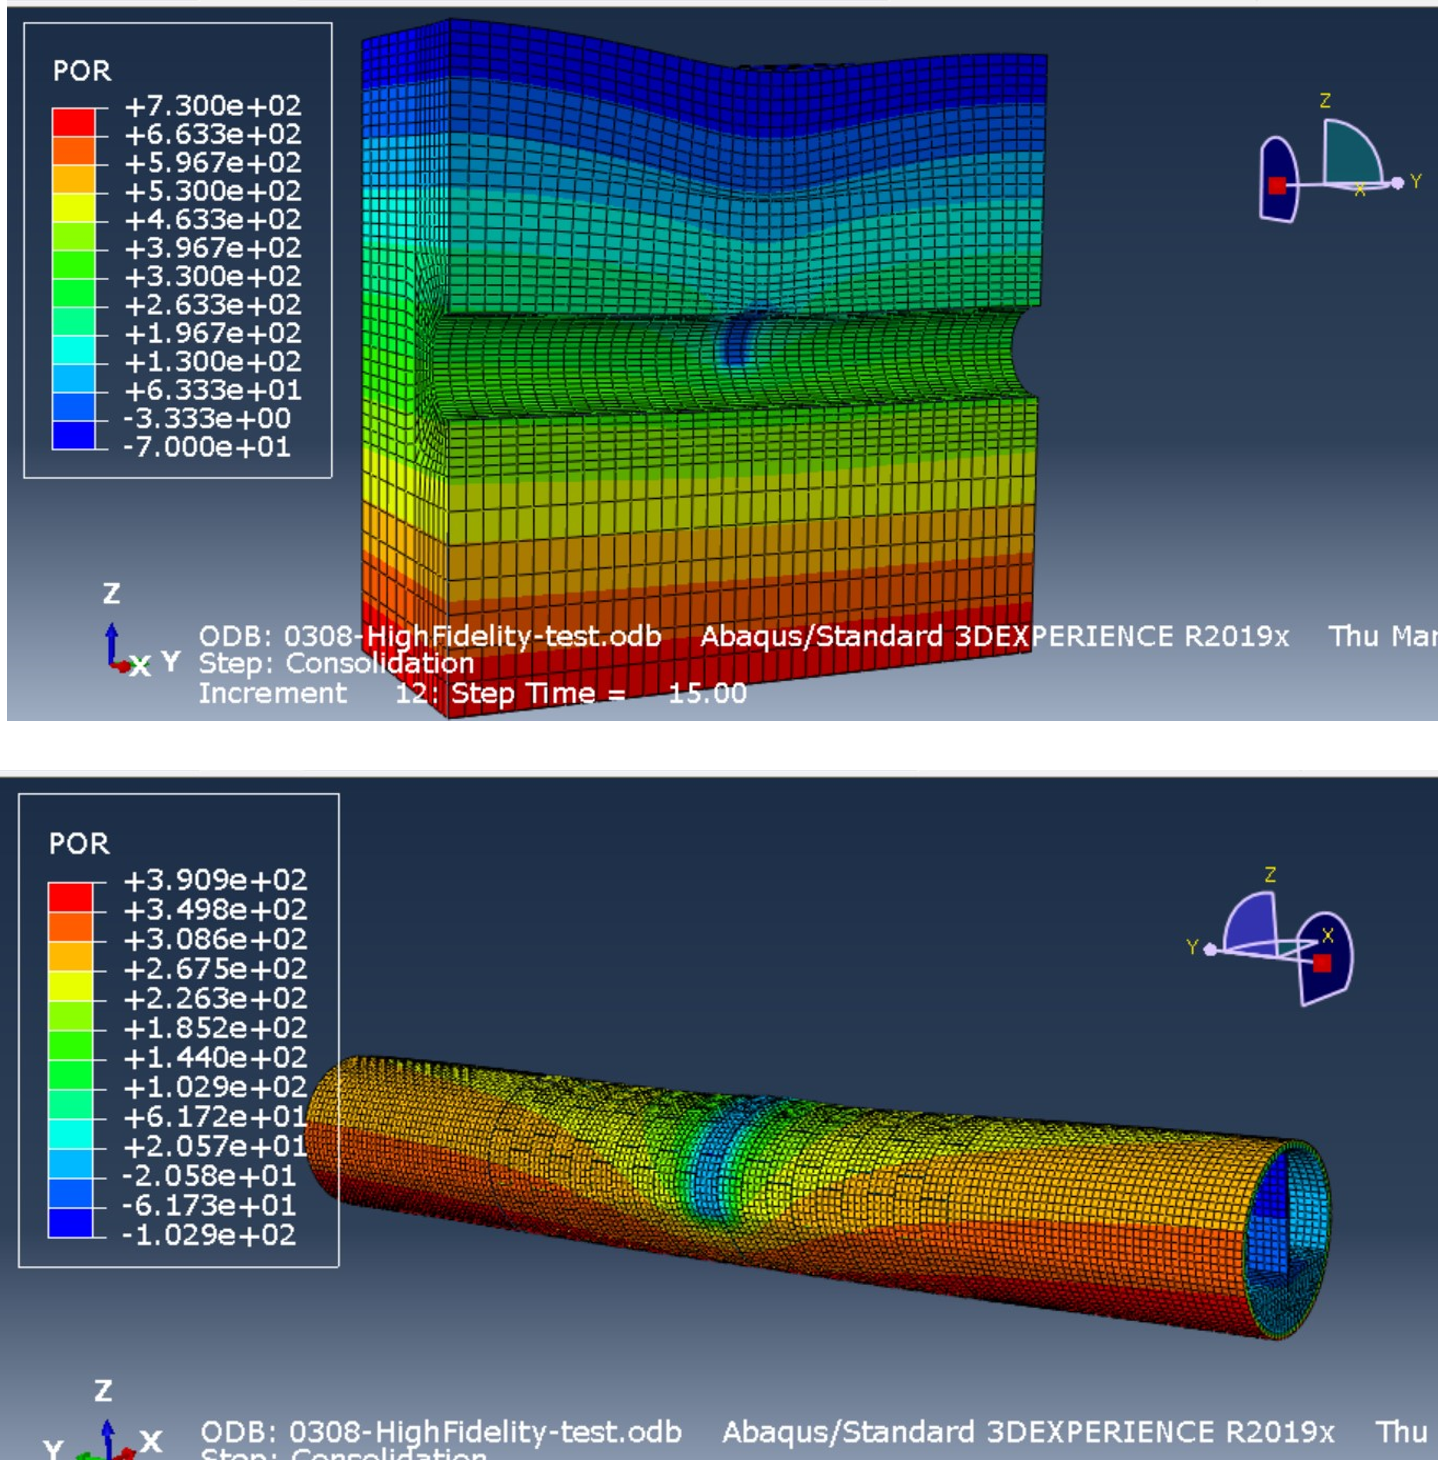 POR
+7.300e+02
+6.633e+02
+5.967e+02
+5.300e+02
+4.633e+02
+3.967e+02
+3.300e+02
+2.633e+02
+1.967e+02
+1.300e+02
+6.333e+01
-3.333e+00
-7.000e+01
Z
Y
X
Z
X Y
ODB: 0308-HighFidelity-test.odb Abaqus/Standard 3DEXPERIENCE R2019x Thu Mar
Step: Consolidation
Increment 12: Step Time = 15.00
POR
+3.909e+02
+3.498e+02
+3.086e+02
+2.675e+02
+2.263e+02
+1.852e+02
+1.440e+02
+1.029e+02
+6.172e+01
+2.057e+01
-2.058e+01
-6.173e+01
-1.029e+02
Z
Y X
Z
Y X
ODB: 0308-HighFidelity-test.odb Abaqus/Standard 3DEXPERIENCE R2019x Thu
Step: Consolidation